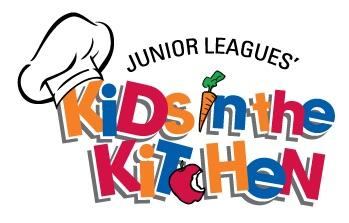 JUNIOR LEAGUES'
KiDS in the
KiTCHeN